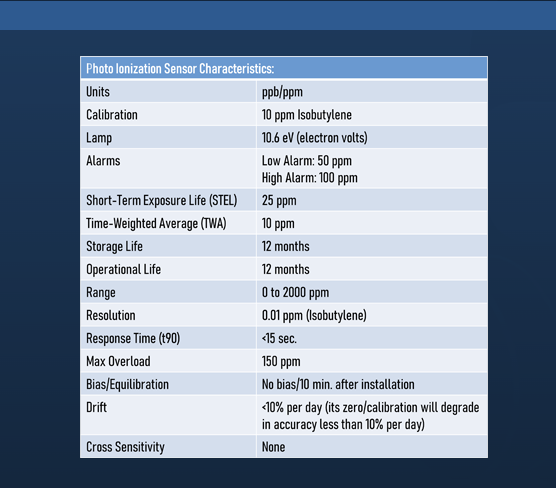 Photo Ionization Sensor Characteristics:
Units ppb/ppm
Calibration 10 ppm Isobutylene
Lamp 10.6 eV (electron volts)
Alarms Low Alarm: 50 ppm
High Alarm: 100 ppm
Short-Term Exposure Life (STEL) 25 ppm
Time-Weighted Average (TWA) 10 ppm
Storage Life 12 months
Operational Life 12 months
Range 0 to 2000 ppm
Resolution 0.01 ppm (Isobutylene)
Response Time (t90) <15 sec.
Max Overload 150 ppm
Bias/Equilibration No bias/10 min. after installation
Drift <10% per day (its zero/calibration will degrade
in accuracy less than 10% per day)
Cross Sensitivity None